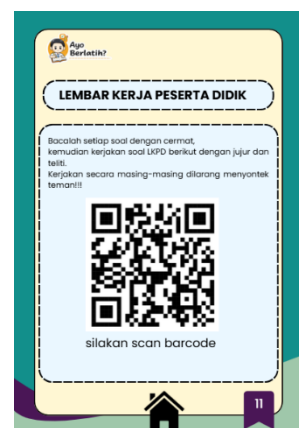 Ayo
Berlatih?
LEMBAR KERJA PESERTA DIDIK
Bacalah setiap soal dengan cermat,
kemudian kerjakan soal LKPD berikut dengan jujur dan
teliti.
Kerjakan secara masing-masing dilarang menyontek
teman!!!
silakan scan barcode
11